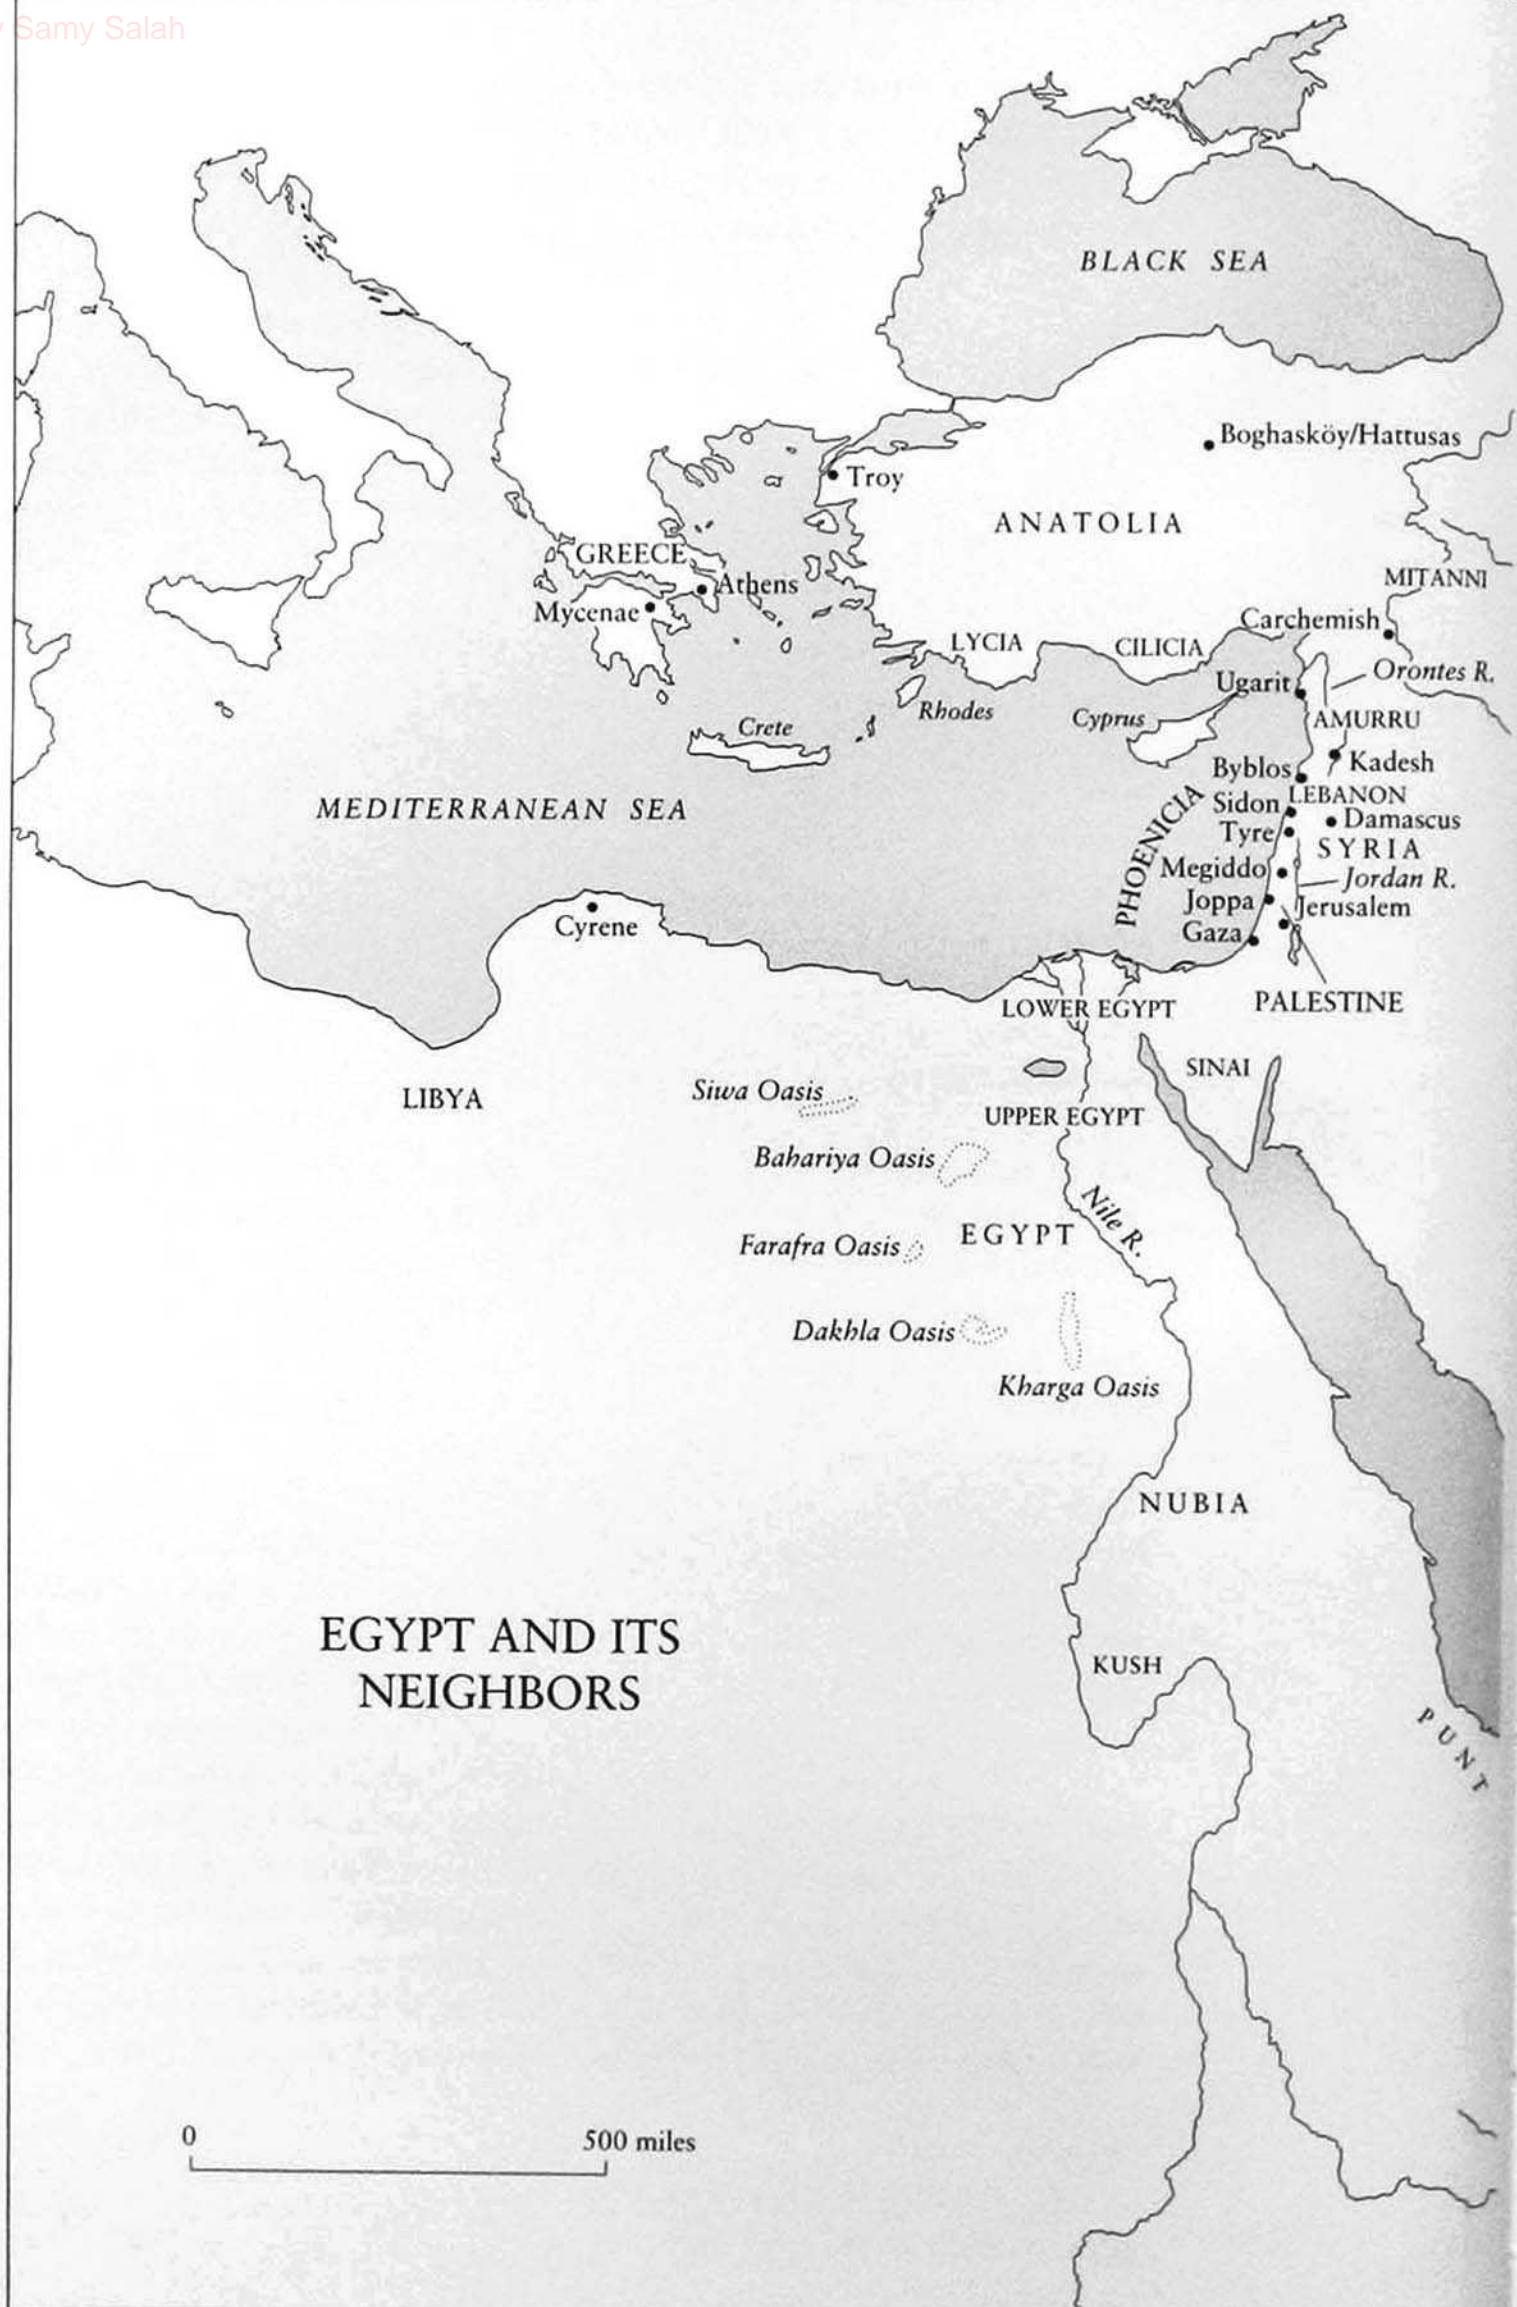 Samy Salah
BLACK SEA
Boghasköy/Hattusas
Troy
ANATOLIA
GREECE
MITANNI
Athens
Mycenae
Carchemish
LYCIA
CILICIA
Orontes R.
Ugarit
Rhodes
Cyprus
AMURRU
Crete
Kadesh
Byblos
LEBANON
MEDITERRANEAN SEA
Sidon
PHOENICIA
Damascus
Tyre
SYRIA
Megiddo
Jordan R.
Joppa
Jerusalem
Cyrene
Gaza
LOWER EGYPT
PALESTINE
SINAI
LIBYA
Siwa Oasis
UPPER EGYPT
Bahariya Oasis
Nile R.
Farafra Oasis
EGYPT
Dakhla Oasis
Kharga Oasis
NUBIA
EGYPT AND ITS
NEIGHBORS
KUSH
PUNT
0
500 miles